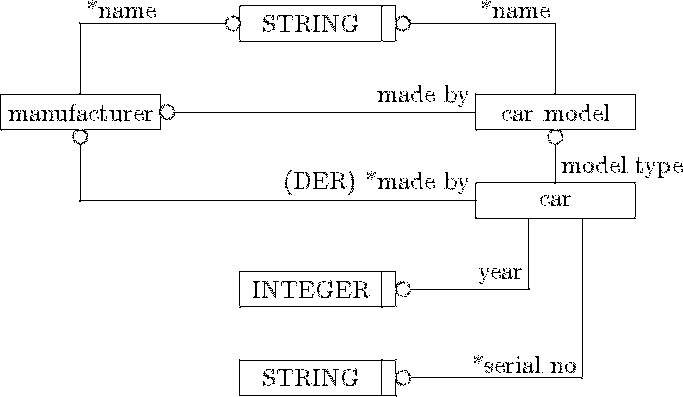 *name
STRING
*name
manufacturer
made by
car model
model type
(DER) *made by
car
year
INTEGER
*serial no
STRING